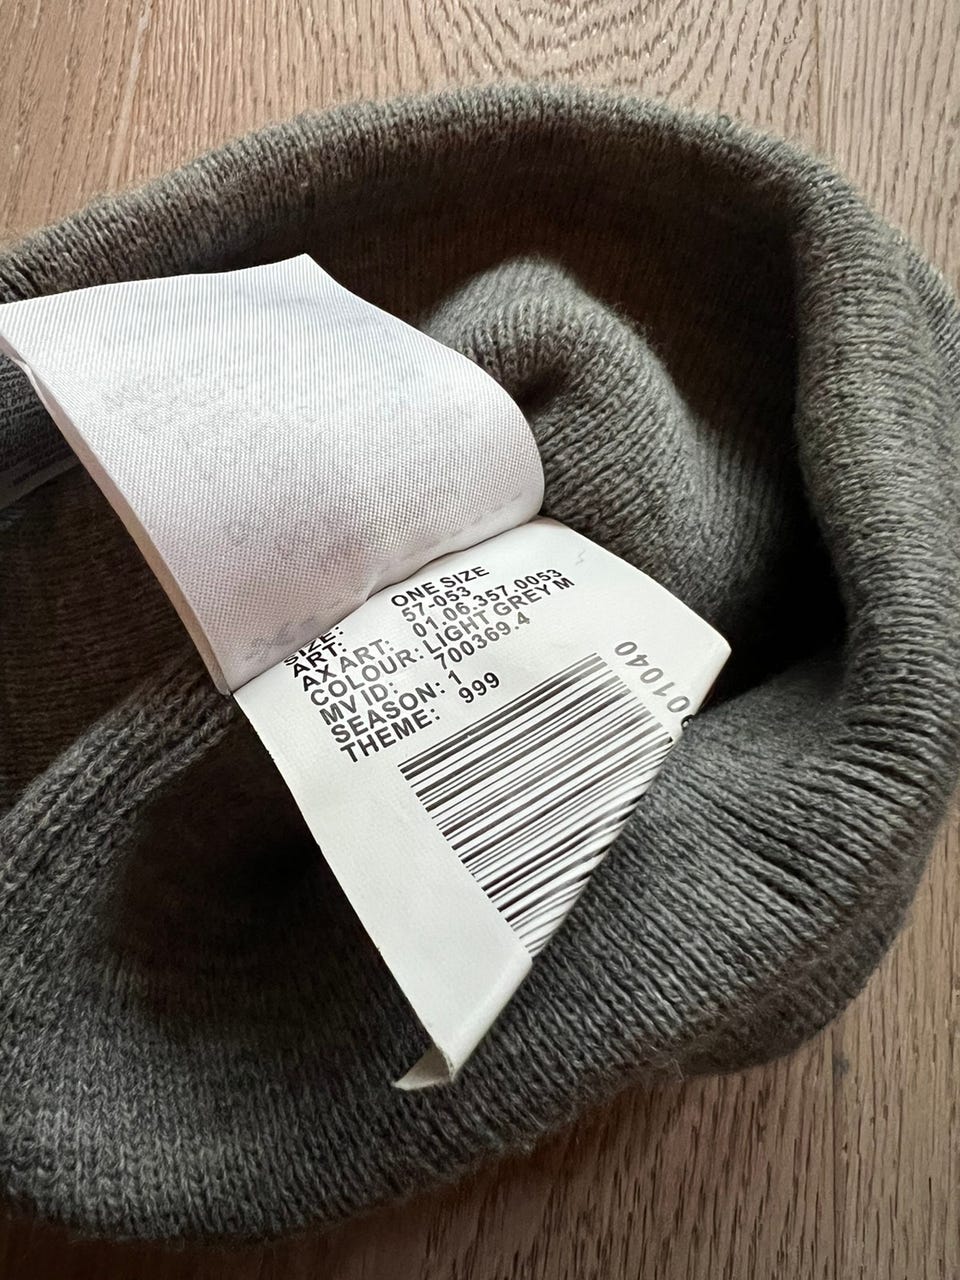 SIZE: ONE SIZE
ART: 57-053
AX ART: 01.06.357.0053
COLOUR: LIGHT GREY M
MV ID: 700369.4
SEASON: 1
THEME: 999
01040